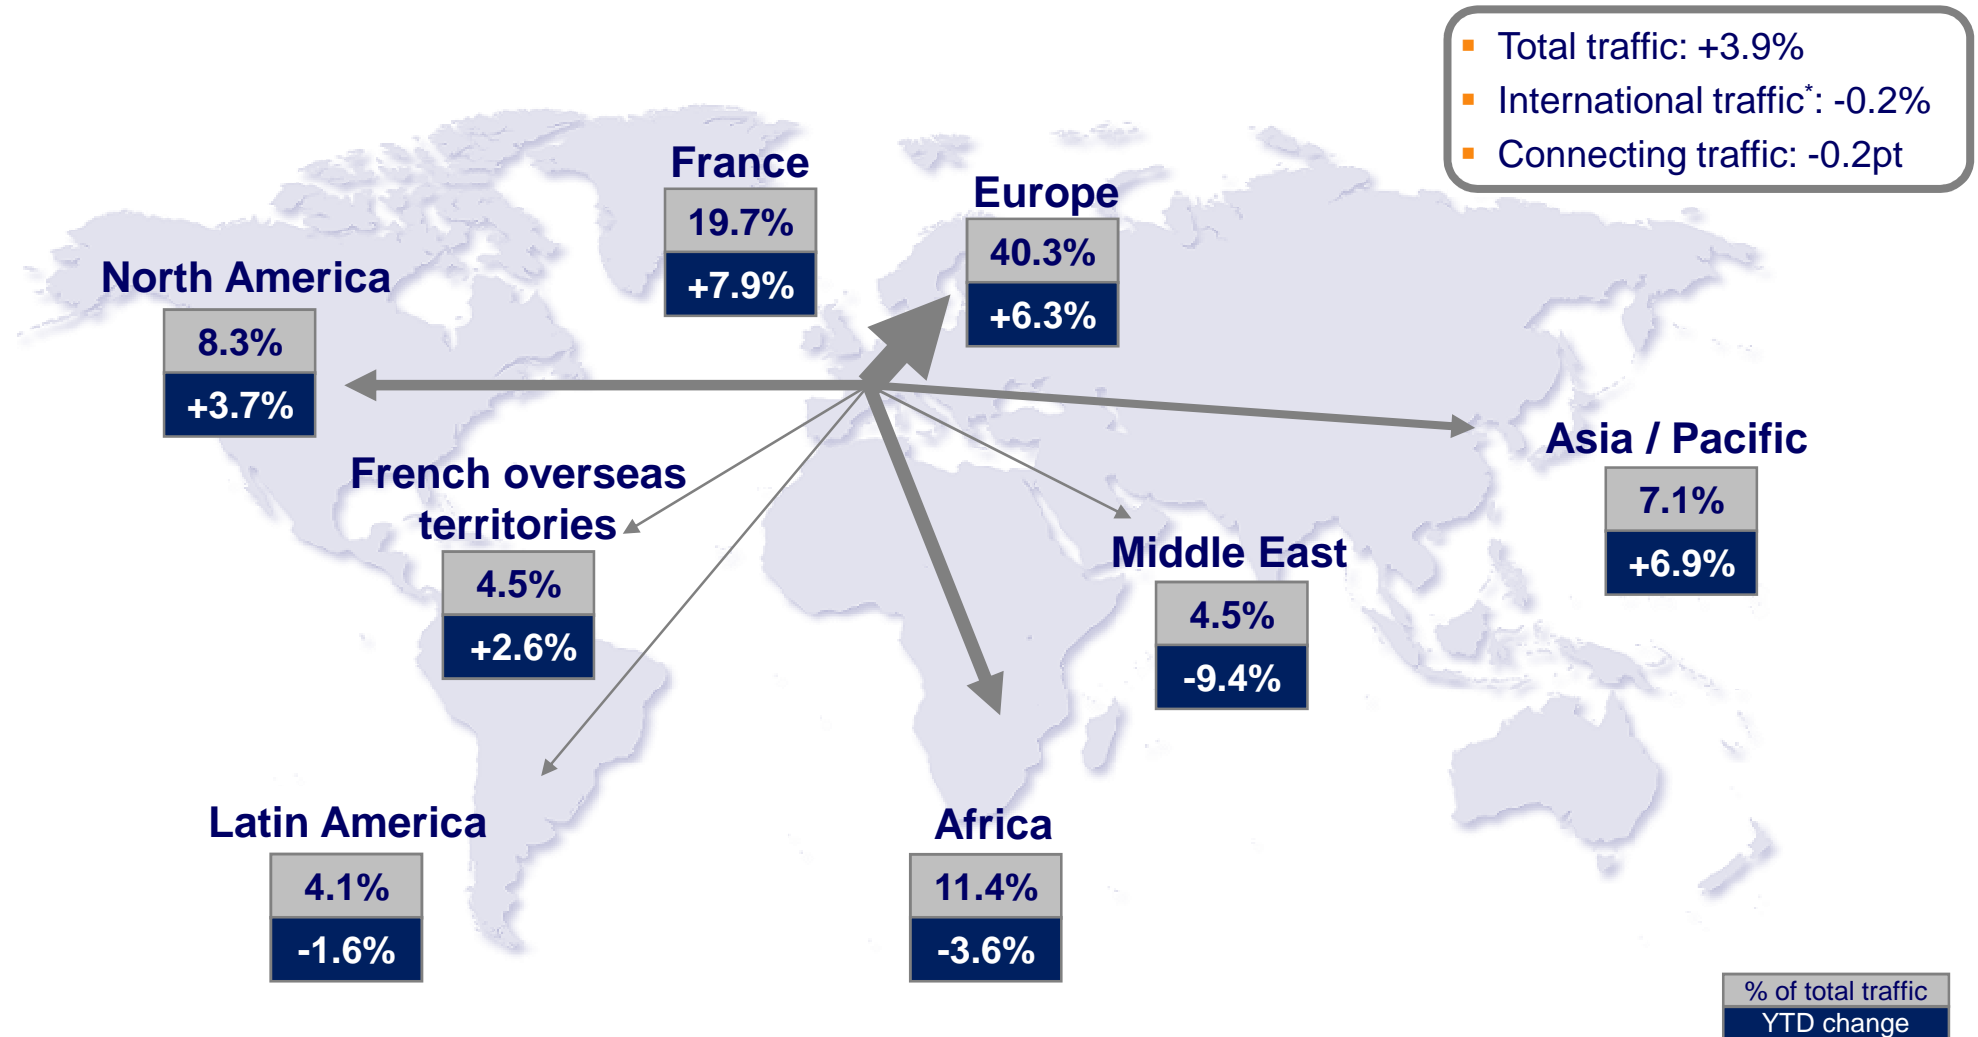 Total traffic: +3.9%
International traffic*: -0.2%
Connecting traffic: -0.2pt
France
19.7%
+7.9%
Europe
40.3%
+6.3%
North America
8.3%
+3.7%
Asia / Pacific
7.1%
+6.9%
French overseas
territories
4.5%
+2.6%
Middle East
4.5%
-9.4%
Latin America
4.1%
-1.6%
Africa
11.4%
-3.6%
% of total traffic
YTD change